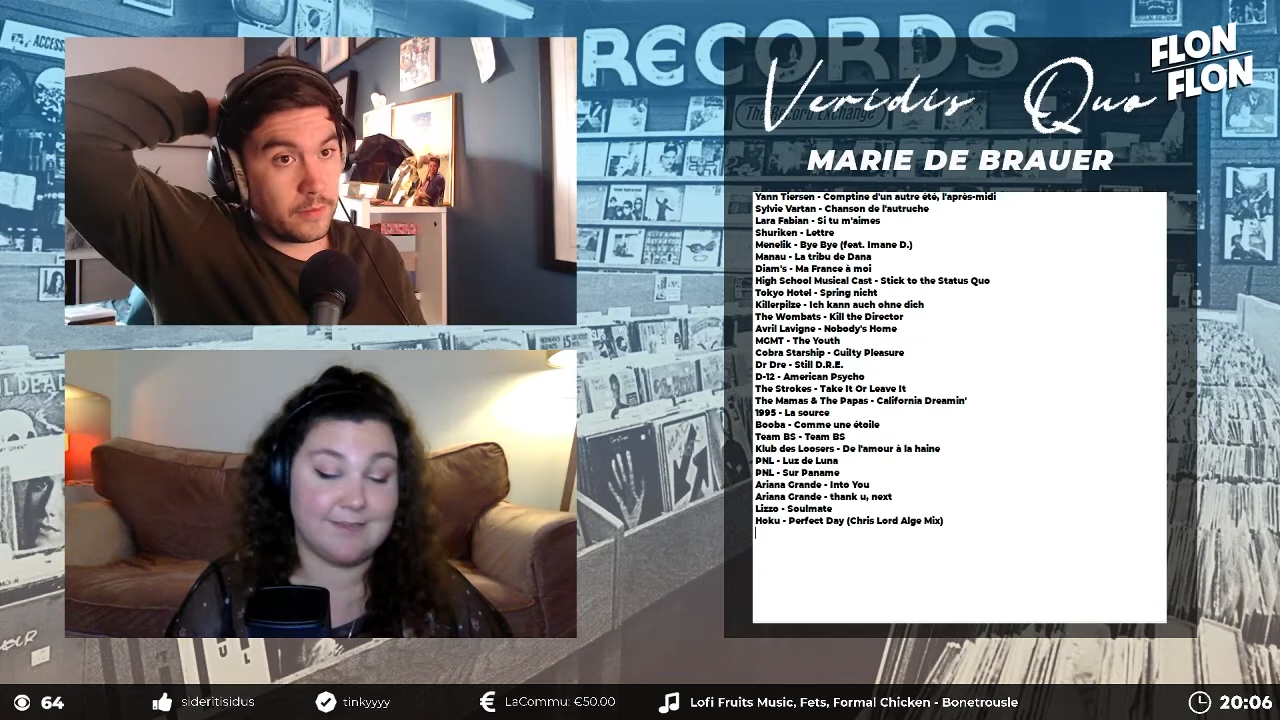 RECORDS
FLON
FLON
Veridis Quo
The Record Exchange
MARIE DE BRAUER
Yann Tiersen - Comptine d'un autre été, l'après-midi
Sylvie Vartan - Chanson de l'autruche
Lara Fabian - Si tu m'aimes
Shuriken - Lettre
Menelik - Bye Bye (feat. Imane D.)
Manau - La tribu de Dana
Diam's - Ma France à moi
High School Musical Cast - Stick to the Status Quo
Tokyo Hotel - Spring nicht
Killerpilze - Ich kann auch ohne dich
The Wombats - Kill the Director
Avril Lavigne - Nobody's Home
MGMT - The Youth
Cobra Starship - Guilty Pleasure
Dr Dre - Still D.R.E.
D-12 - American Psycho
The Strokes - Take It Or Leave It
The Mamas & The Papas - California Dreamin'
1995 - La source
Booba - Comme une étoile
Team BS - Team BS
Klub des Loosers - De l'amour à la haine
PNL - Luz de Luna
PNL - Sur Paname
Ariana Grande - Into You
Ariana Grande - thank u, next
Lizzo - Soulmate
Hoku - Perfect Day (Chris Lord Alge Mix)
64
sideritisidus
tinkyyyy
€ LaCommu: €50.00
Lofi Fruits Music, Fets, Formal Chicken - Bonetrousle
20:06